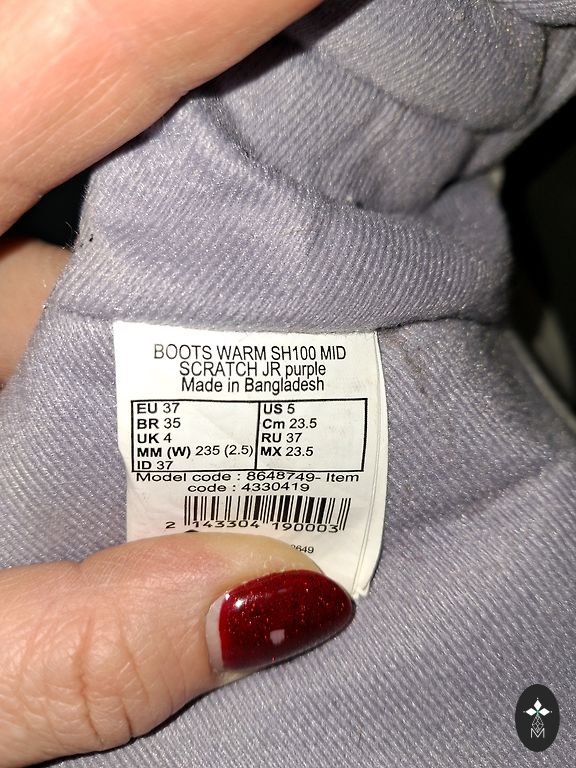 BOOTS WARM SH100 MID
SCRATCH JR purple
Made in Bangladesh
EU 37
BR 35
UK 4
MM (W) 235 (2.5)
ID 37
US 5
Cm 23.5
RU 37
MX 23.5
Model code : 8648749- Item
code : 4330419
2 143304 190003
M